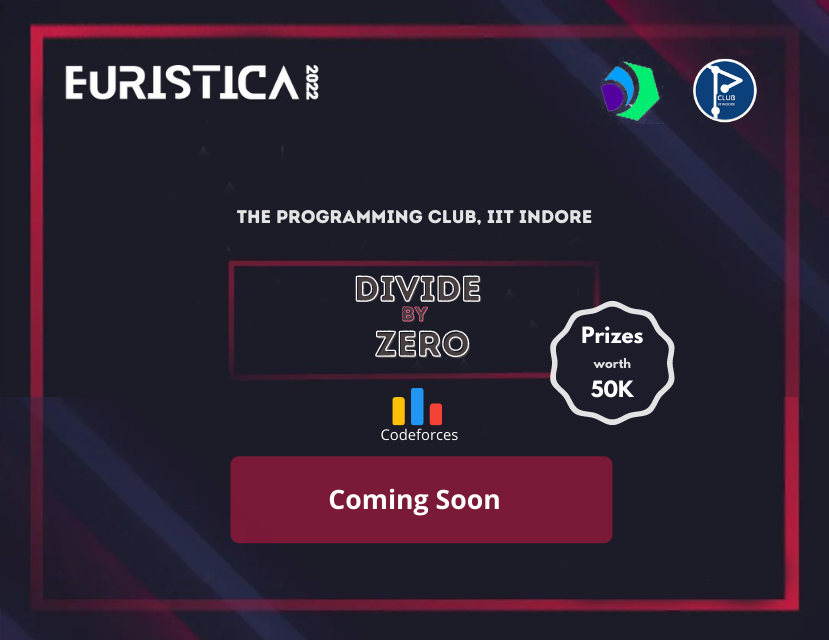 EURISTICA 2022
CLUB
IIT INDORE
THE PROGRAMMING CLUB, IIT INDORE
DIVIDE
BY
ZERO
Prizes
worth
50K
Codeforces
Coming Soon